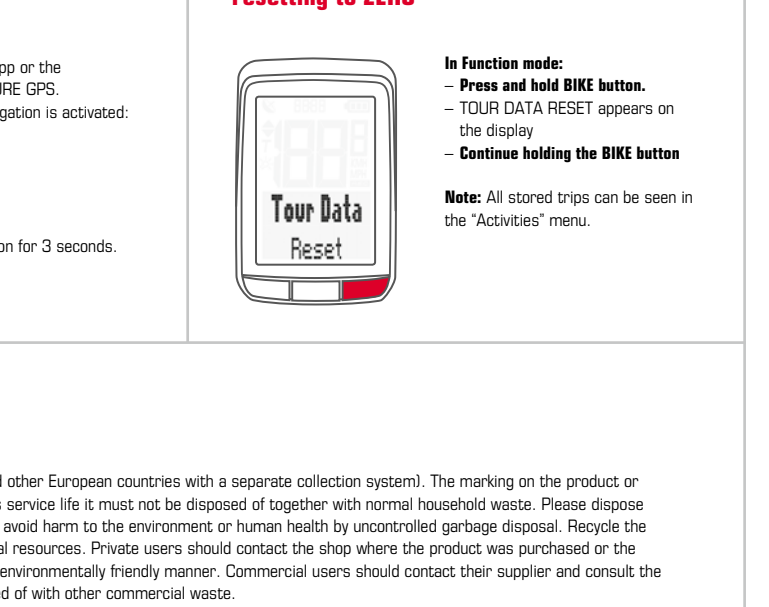 resetting to ZERO
pp or the
URE GPS.
gation is activated:
on for 3 seconds.
Tour Data
Reset
In Function mode:
– Press and hold BIKE button.
– TOUR DATA RESET appears on
the display
– Continue holding the BIKE button
Note: All stored trips can be seen in
the “Activities” menu.
d other European countries with a separate collection system). The marking on the product or
s service life it must not be disposed of together with normal household waste. Please dispose
avoid harm to the environment or human health by uncontrolled garbage disposal. Recycle the
al resources. Private users should contact the shop where the product was purchased or the
environmentally friendly manner. Commercial users should contact their supplier and consult the
ed of with other commercial waste.